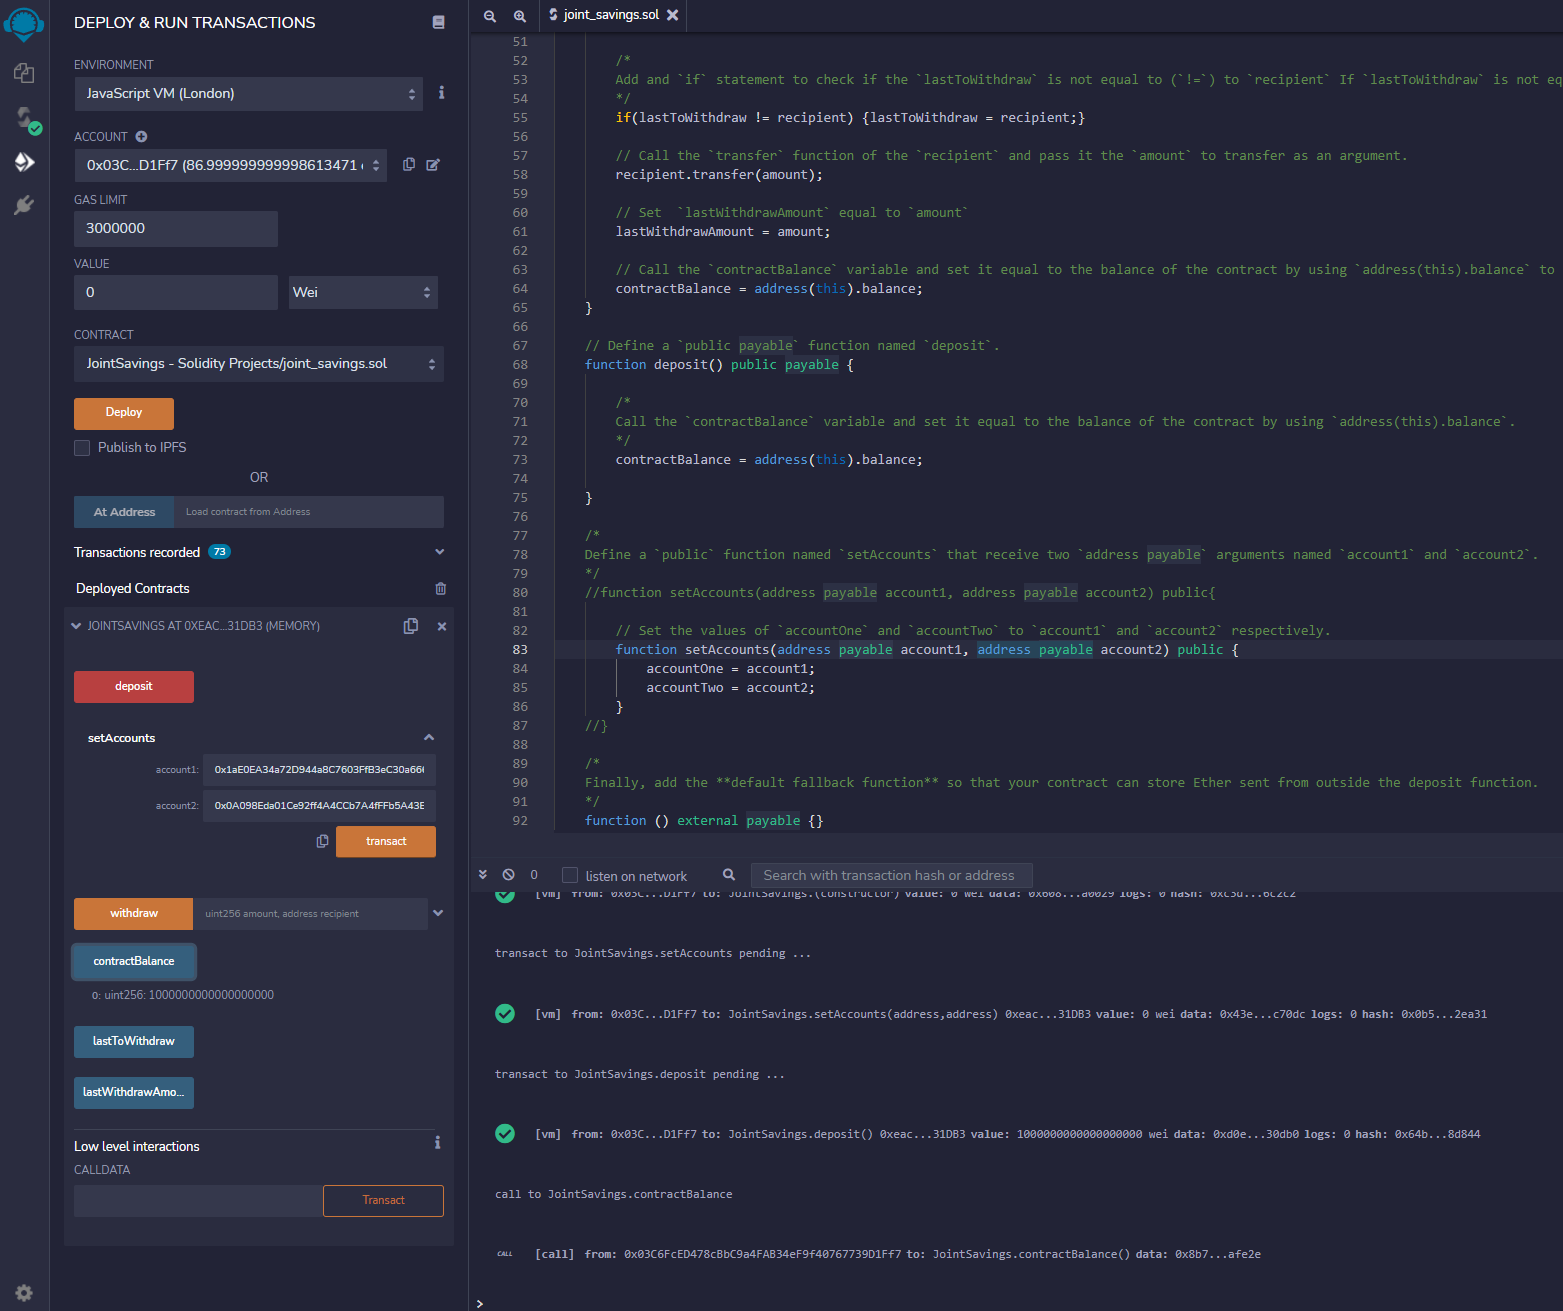 DEPLOY & RUN TRANSACTIONS
ENVIRONMENT
JavaScript VM (London)
ACCOUNT
0x03C...D1Ff7 (86.999999999998613471
GAS LIMIT
3000000
VALUE
0
Wei
CONTRACT
JointSavings - Solidity Projects/joint_savings.sol
Deploy
Publish to IPFS
OR
At Address
Load contract from Address
Transactions recorded 73
Deployed Contracts
JOINTSAVINGS AT 0XEAC...31DB3 (MEMORY)
deposit
setAccounts
account1: 0x1aE0EA34a72D944a8C7603FfB3eC30a666
account2: 0x0A098Eda01Ce92ff4A4CCb7A4fFFb5A43E
transact
withdraw
uint256 amount, address recipient
contractBalance
0: uint256: 1000000000000000000
lastToWithdraw
lastWithdrawAmo...
Low level interactions
CALLDATA
Transact
joint_savings.sol
51
52 /*
53 Add and `if` statement to check if the `lastToWithdraw` is not equal to (`!=`) to `recipient` If `lastToWithdraw` is not eq
54 */
55 if(lastToWithdraw != recipient) {lastToWithdraw = recipient;}
56
57 // Call the `transfer` function of the `recipient` and pass it the `amount` to transfer as an argument.
58 recipient.transfer(amount);
59
60 // Set  `lastWithdrawAmount` equal to `amount`
61 lastWithdrawAmount = amount;
62
63 // Call the `contractBalance` variable and set it equal to the balance of the contract by using `address(this).balance` to
64 contractBalance = address(this).balance;
65 }
66
67 // Define a `public payable` function named `deposit`.
68 function deposit() public payable {
69
70 /*
71 Call the `contractBalance` variable and set it equal to the balance of the contract by using `address(this).balance`.
72 */
73 contractBalance = address(this).balance;
74
75 }
76
77 /*
78 Define a `public` function named `setAccounts` that receive two `address payable` arguments named `account1` and `account2`.
79 */
80 //function setAccounts(address payable account1, address payable account2) public{
81
82 // Set the values of `accountOne` and `accountTwo` to `account1` and `account2` respectively.
83 function setAccounts(address payable account1, address payable account2) public {
84 accountOne = account1;
85 accountTwo = account2;
86 }
87 //}
88
89 /*
90 Finally, add the **default fallback function** so that your contract can store Ether sent from outside the deposit function.
91 */
92 function () external payable {}
0
listen on network
Search with transaction hash or address
[vm] from: 0x03C...D1Ff7 to: JointSavings.(constructor) value: 0 wei data: 0x608...a0029 logs: 0 hash: 0xc3d...6c2c2
transact to JointSavings.setAccounts pending ...
[vm] from: 0x03C...D1Ff7 to: JointSavings.setAccounts(address,address) 0xeac...31DB3 value: 0 wei data: 0x43e...c70dc logs: 0 hash: 0x0b5...2ea31
transact to JointSavings.deposit pending ...
[vm] from: 0x03C...D1Ff7 to: JointSavings.deposit() 0xeac...31DB3 value: 1000000000000000000 wei data: 0xd0e...30db0 logs: 0 hash: 0x64b...8d844
call to JointSavings.contractBalance
CALL [call] from: 0x03C6FcED478cBbC9a4FAB34eF9f40767739D1Ff7 to: JointSavings.contractBalance() data: 0x8b7...afe2e
>